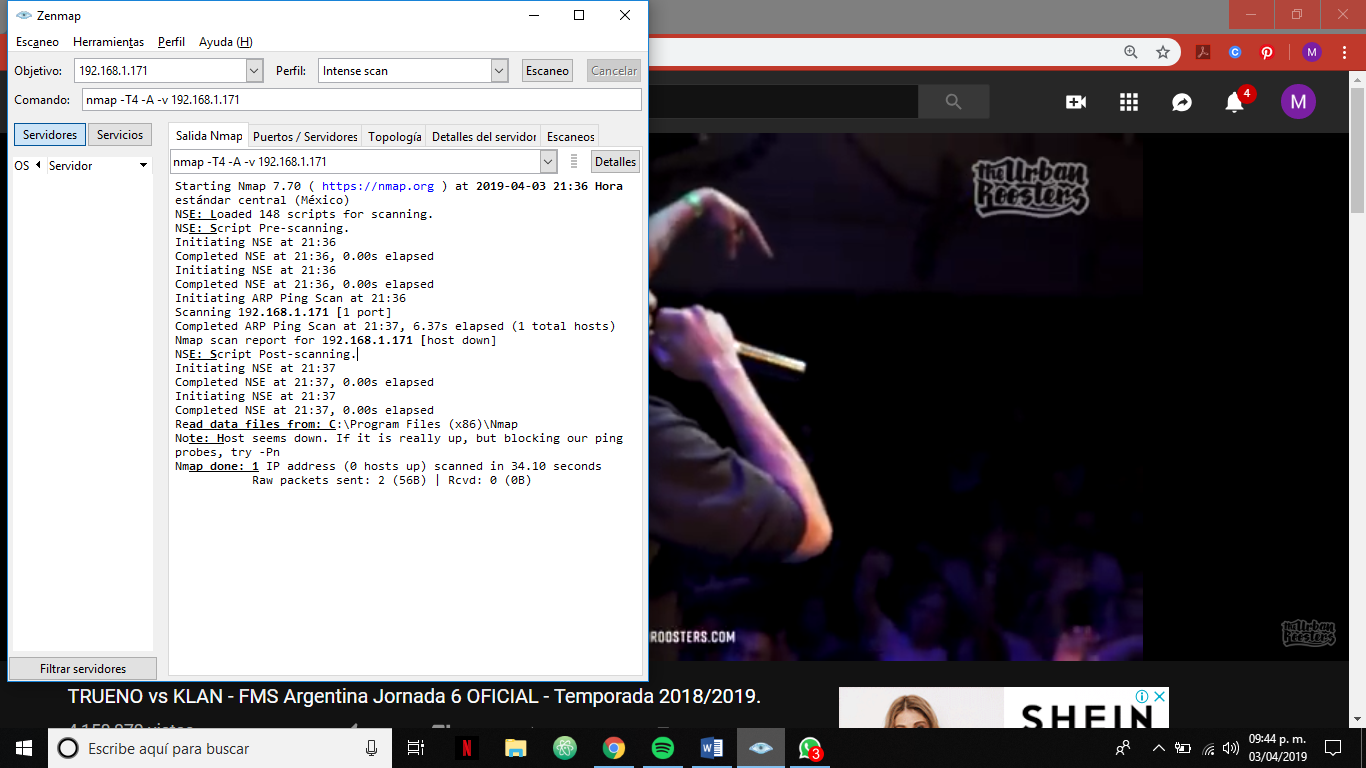 Zenmap
Escaneo Herramientas Perfil Ayuda (H)
Objetivo: 192.168.1.171 Perfil: Intense scan Escaneo Cancelar
Comando: nmap -T4 -A -v 192.168.1.171
Servidores Servicios
OS Servidor
Salida Nmap Puertos / Servidores Topología Detalles del servidor Escaneos
nmap -T4 -A -v 192.168.1.171 Detalles
Starting Nmap 7.70 ( https://nmap.org ) at 2019-04-03 21:36 Hora
estándar central (México)
NSE: Loaded 148 scripts for scanning.
NSE: Script Pre-scanning.
Initiating NSE at 21:36
Completed NSE at 21:36, 0.00s elapsed
Initiating NSE at 21:36
Completed NSE at 21:36, 0.00s elapsed
Initiating ARP Ping Scan at 21:36
Scanning 192.168.1.171 [1 port]
Completed ARP Ping Scan at 21:37, 6.37s elapsed (1 total hosts)
Nmap scan report for 192.168.1.171 [host down]
NSE: Script Post-scanning.
Initiating NSE at 21:37
Completed NSE at 21:37, 0.00s elapsed
Initiating NSE at 21:37
Completed NSE at 21:37, 0.00s elapsed
Read data files from: C:\Program Files (x86)\Nmap
Note: Host seems down. If it is really up, but blocking our ping
probes, try -Pn
Nmap done: 1 IP address (0 hosts up) scanned in 34.10 seconds
Raw packets sent: 2 (56B) | Rcvd: 0 (0B)
Filtrar servidores
M
4
M
the Urban
Roosters
ROOSTERS.COM
the Urban
Roosters
TRUENO vs KLAN - FMS Argentina Jornada 6 OFICIAL - Temporada 2018/2019.
SHEIN
Escribe aquí para buscar
N
3
09:44 p. m.
03/04/2019